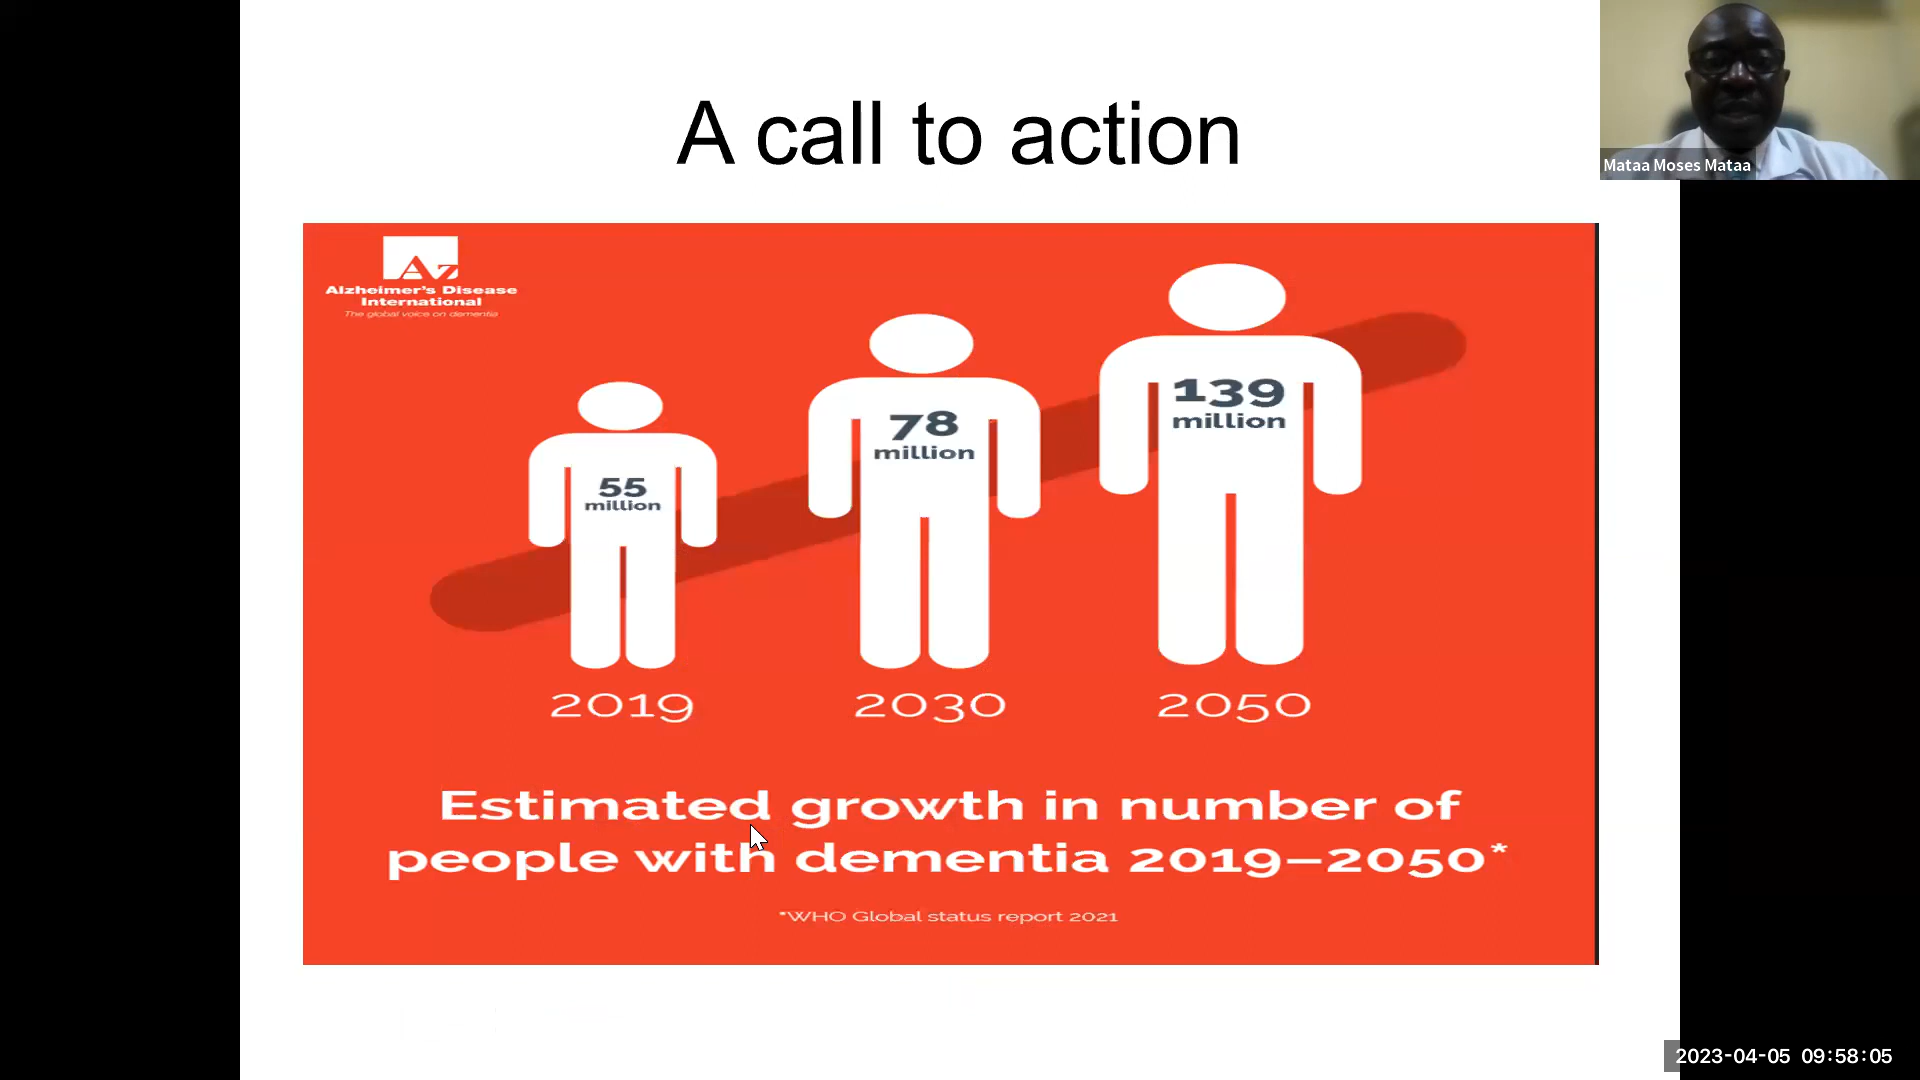 A call to action
Mataa Moses Mataa
Az
Alzheimer's Disease
International
The global voice on dementia
55
million
78
million
139
million
2019
2030
2050
Estimated growth in number of
people with dementia 2019–2050*
*WHO Global status report 2021
2023-04-05 09:58:05